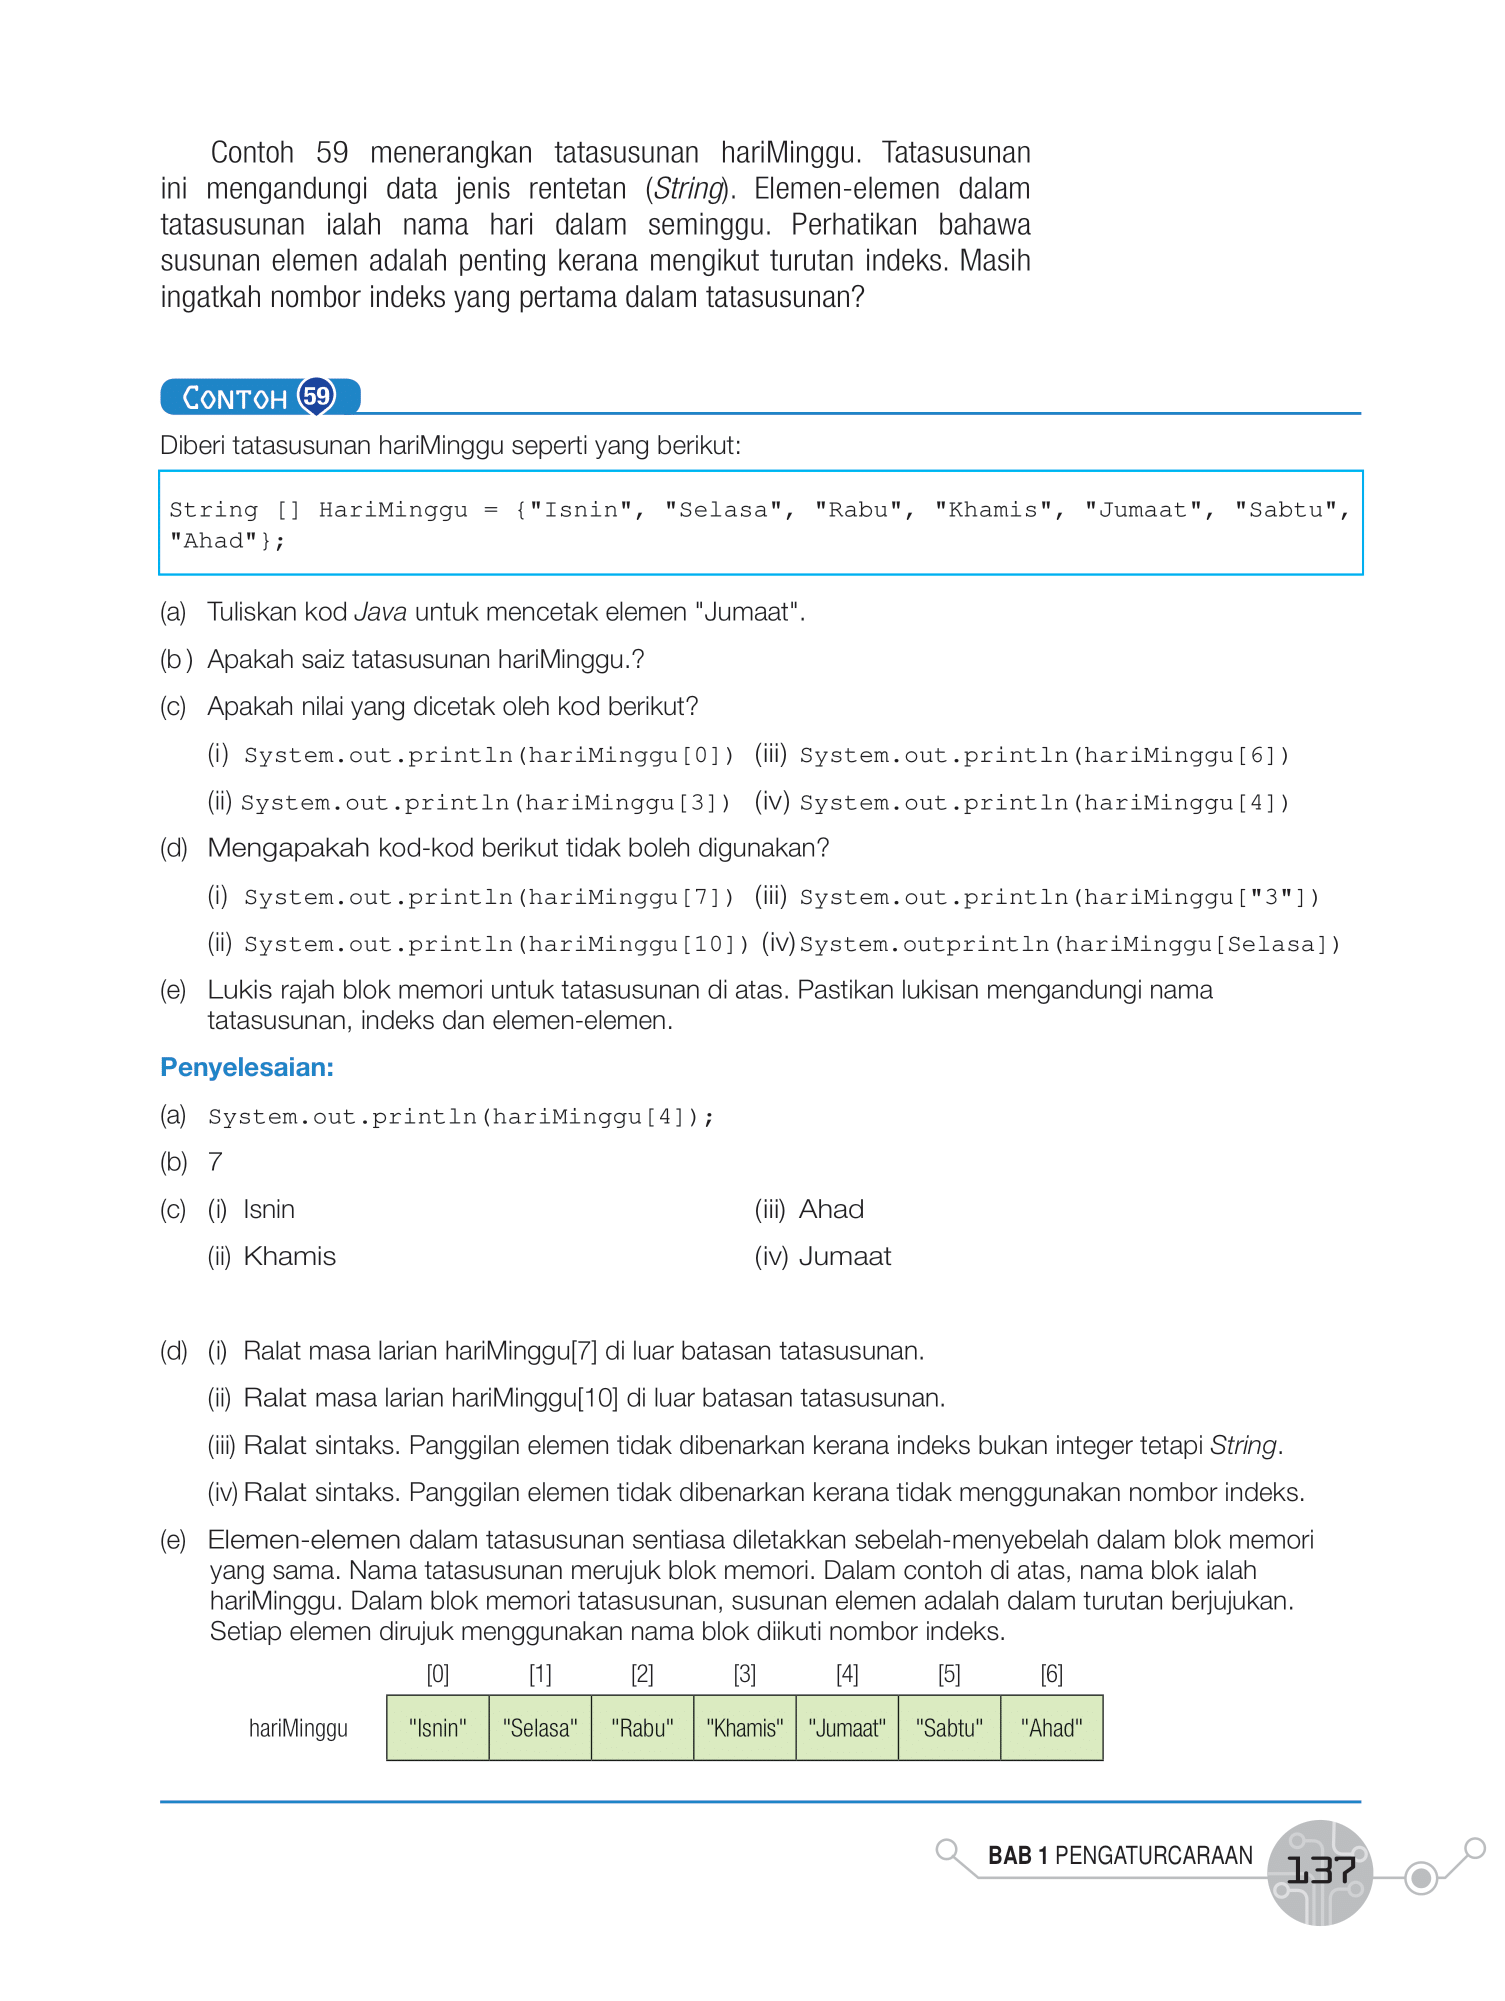 Contoh 59 menerangkan tatasusunan hariMinggu. Tatasusunan
ini mengandungi data jenis rentetan (String). Elemen-elemen dalam
tatasusunan ialah nama hari dalam seminggu. Perhatikan bahawa
susunan elemen adalah penting kerana mengikut turutan indeks. Masih
ingatkah nombor indeks yang pertama dalam tatasusunan?
CONTOH 59
Diberi tatasusunan hariMinggu seperti yang berikut:
String [] HariMinggu = {"Isnin", "Selasa", "Rabu", "Khamis", "Jumaat", "Sabtu",
"Ahad"};
(a) Tuliskan kod Java untuk mencetak elemen "Jumaat".
(b) Apakah saiz tatasusunan hariMinggu.?
(c) Apakah nilai yang dicetak oleh kod berikut?
(i) System.out.println(hariMinggu[0]) (iii) System.out.println(hariMinggu[6])
(ii) System.out.println(hariMinggu[3]) (iv) System.out.println(hariMinggu[4])
(d) Mengapakah kod-kod berikut tidak boleh digunakan?
(i) System.out.println(hariMinggu[7]) (iii) System.out.println(hariMinggu["3"])
(ii) System.out.println(hariMinggu[10]) (iv) System.outprintln(hariMinggu[Selasa])
(e) Lukis rajah blok memori untuk tatasusunan di atas. Pastikan lukisan mengandungi nama
tatasusunan, indeks dan elemen-elemen.
Penyelesaian:
(a) System.out.println(hariMinggu[4]);
(b) 7
(c) (i) Isnin (iii) Ahad
(ii) Khamis (iv) Jumaat
(d) (i) Ralat masa larian hariMinggu[7] di luar batasan tatasusunan.
(ii) Ralat masa larian hariMinggu[10] di luar batasan tatasusunan.
(iii) Ralat sintaks. Panggilan elemen tidak dibenarkan kerana indeks bukan integer tetapi String.
(iv) Ralat sintaks. Panggilan elemen tidak dibenarkan kerana tidak menggunakan nombor indeks.
(e) Elemen-elemen dalam tatasusunan sentiasa diletakkan sebelah-menyebelah dalam blok memori
yang sama. Nama tatasusunan merujuk blok memori. Dalam contoh di atas, nama blok ialah
hariMinggu. Dalam blok memori tatasusunan, susunan elemen adalah dalam turutan berjujukan.
Setiap elemen dirujuk menggunakan nama blok diikuti nombor indeks.
[0] [1] [2] [3] [4] [5] [6]
hariMinggu "Isnin" "Selasa" "Rabu" "Khamis" "Jumaat" "Sabtu" "Ahad"
BAB 1 PENGATURCARAAN 137